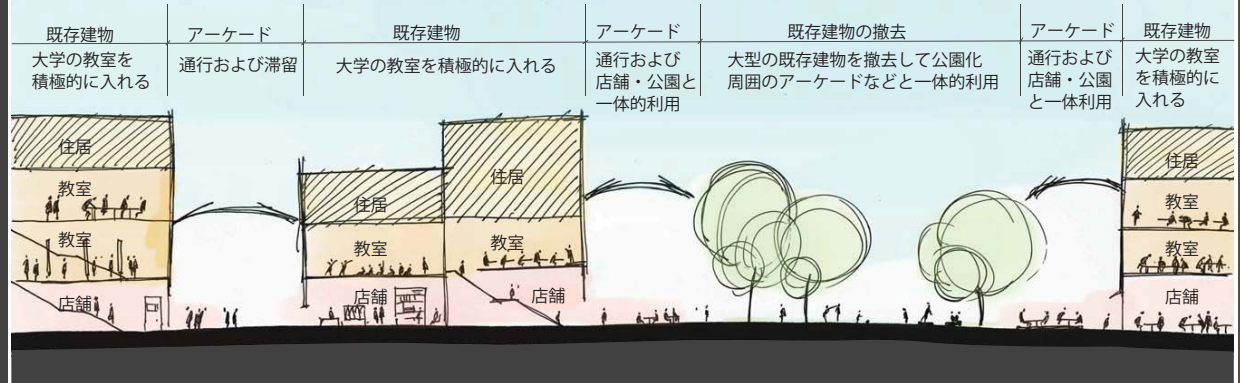 既存建物
アーケード
既存建物
アーケード
既存建物の撤去
アーケード
既存建物
大学の教室を
積極的に入れる
通行および滞留
大学の教室を積極的に入れる
通行および
店舗・公園と
一体的利用
大型の既存建物を撤去して公園化
周囲のアーケードなどと一体的利用
通行および
店舗・公園
と一体利用
大学の教室
を積極的に
入れる
住居
教室
教室
店舗
住居
教室
店舗
住居
教室
店舗
住居
教室
教室
店舗